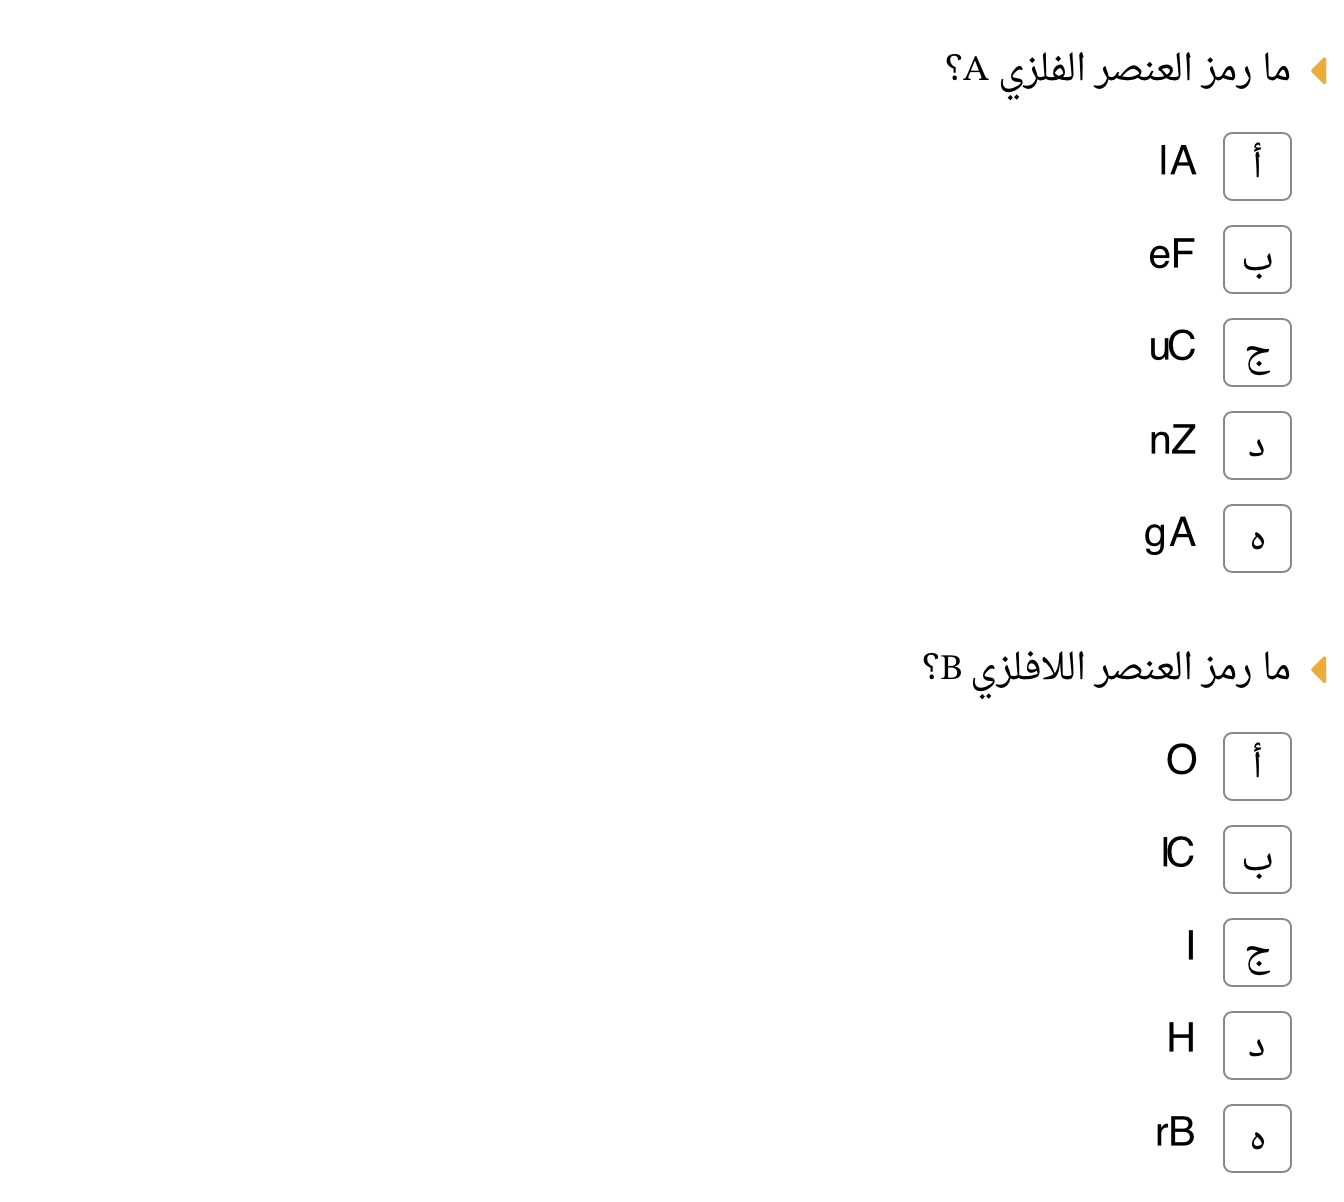 ما رمز العنصر الفلزي A؟
أ lA
ب eF
ج uC
د nZ
ه gA
ما رمز العنصر اللافلزي B؟
أ O
ب lC
ج I
د H
ه rB